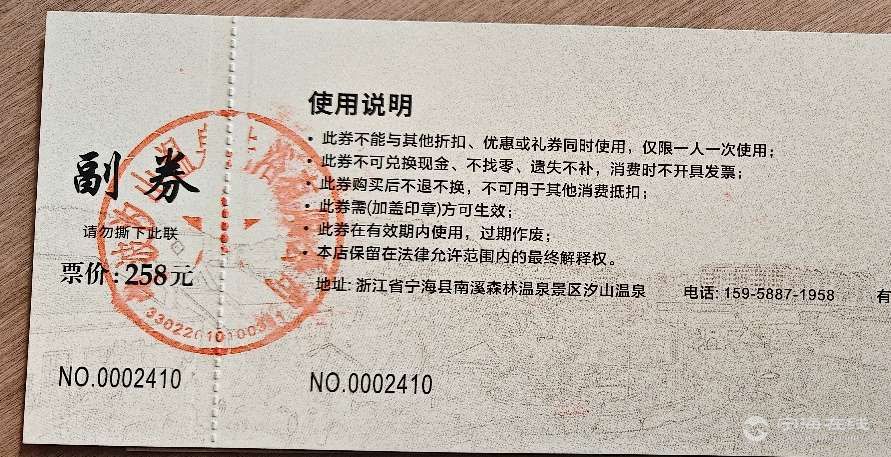 副券
请勿撕下此联
票价:258元
NO.0002410
使用说明
• 此券不能与其他折扣、优惠或礼券同时使用，仅限一人一次使用；
• 此券不可兑换现金、不找零、遗失不补，消费时不开具发票；
• 此券购买后不退不换，不可用于其他消费抵扣；
• 此券需(加盖印章)方可生效；
• 此券在有效期内使用，过期作废；
• 本店保留在法律允许范围内的最终解释权。
地址: 浙江省宁海县南溪森林温泉景区汐山温泉 电话: 159-5887-1958 有
NO.0002410
宁海在线